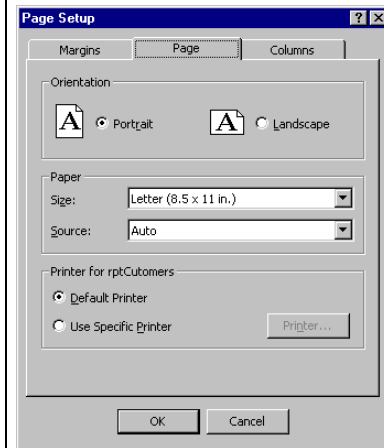 Page Setup
Margins Page Columns
Orientation
A Portrait A Landscape
Paper
Size: Letter (8.5 x 11 in.)
Source: Auto
Printer for rptCutomers
Default Printer
Use Specific Printer Printer...
OK Cancel